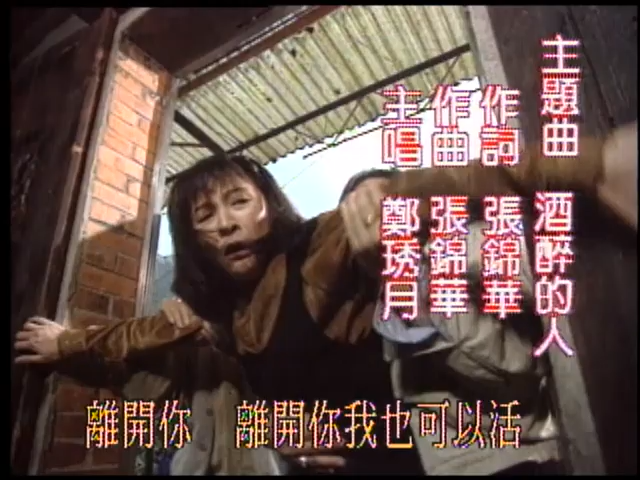 主題曲 酒醉的人
作詞 張錦華
作曲 張錦華
主唱 鄭琇月
離開你 離開你我也可以活